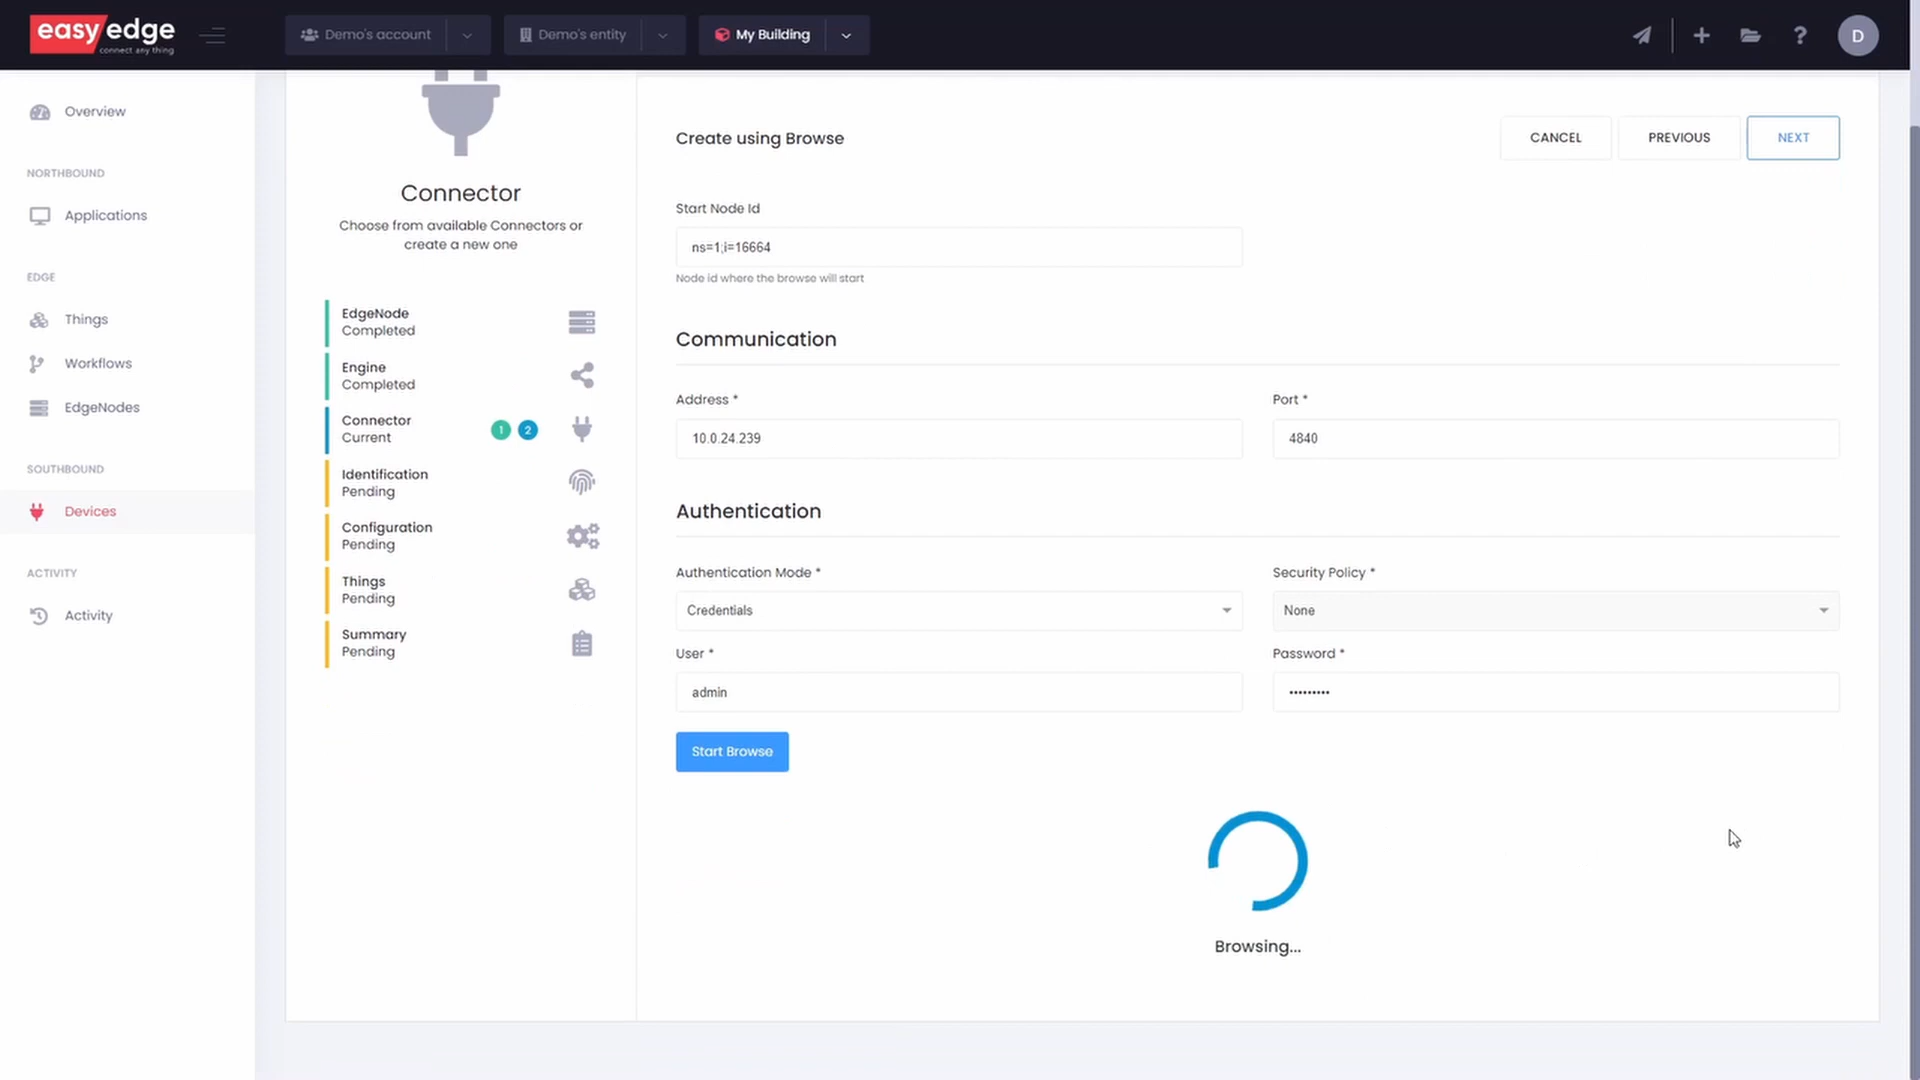 easy edge
connect any thing
Demo's account
Demo's entity
My Building
D
Overview
NORTHBOUND
Applications
EDGE
Things
Workflows
EdgeNodes
SOUTHBOUND
Devices
ACTIVITY
Activity
Connector
Choose from available Connectors or
create a new one
EdgeNode
Completed
Engine
Completed
Connector
Current
1 2
Identification
Pending
Configuration
Pending
Things
Pending
Summary
Pending
Create using Browse
CANCEL PREVIOUS NEXT
Start Node Id
ns=1;i=16664
Node id where the browse will start
Communication
Address * Port *
10.0.24.239 4840
Authentication
Authentication Mode * Security Policy *
Credentials None
User * Password *
admin •••••••••
Start Browse
Browsing...